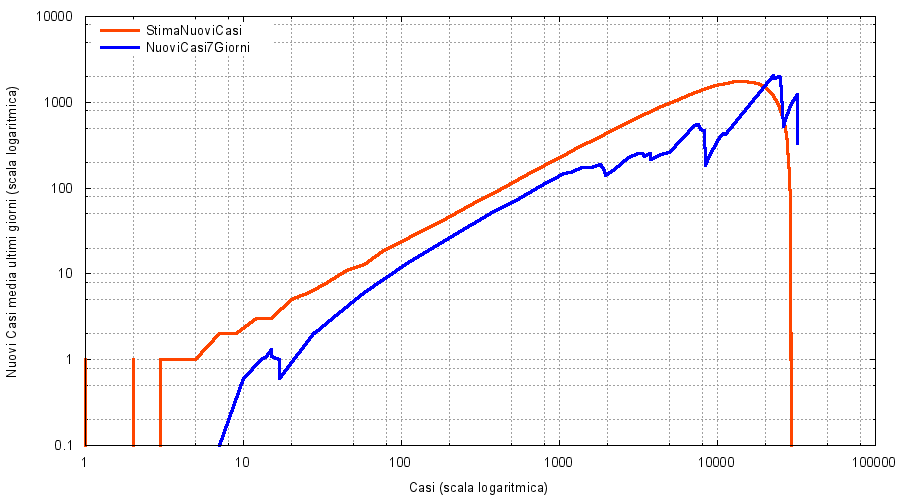 10000
StimaNuoviCasi
NuoviCasi7Giorni
1000
100
10
1
0.1
Nuovi Casi media ultimi giorni (scala logaritmica)
1 10 100 1000 10000 100000
Casi (scala logaritmica)